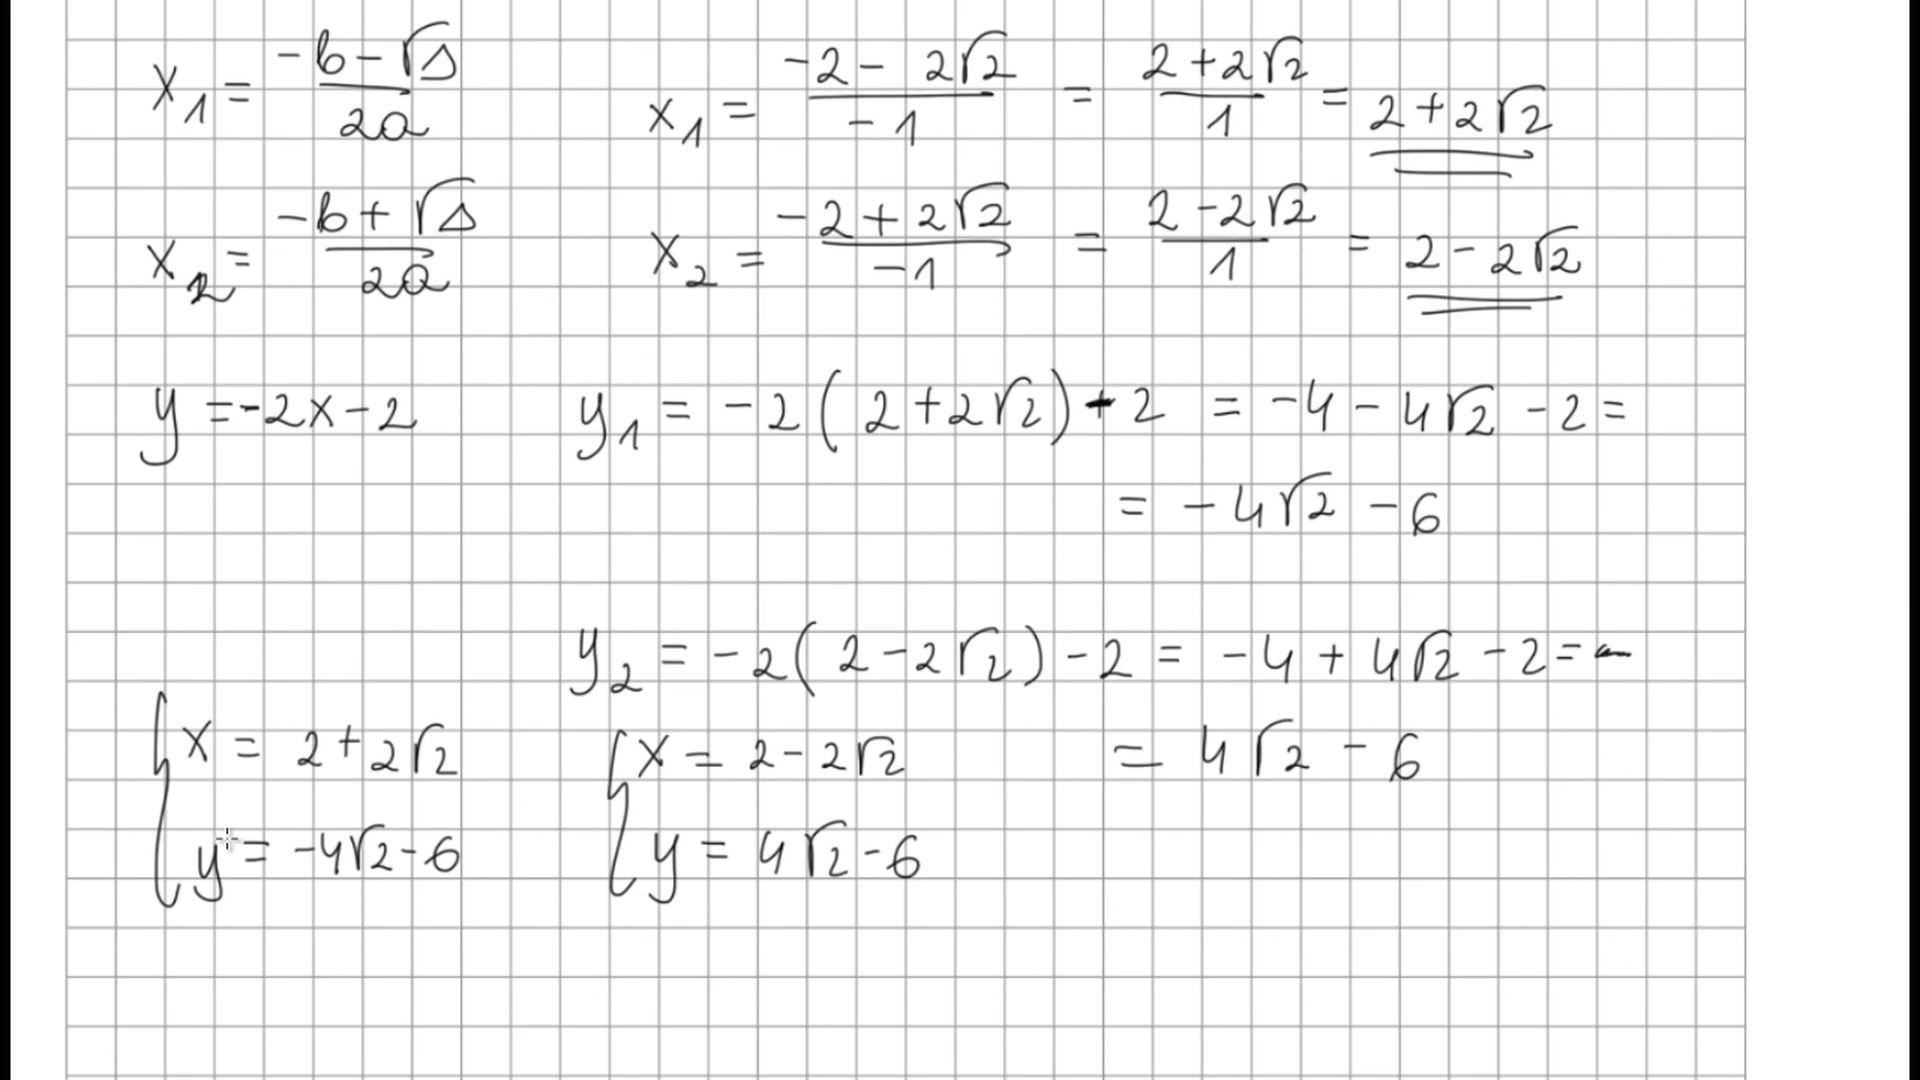 x₁ = (-b-√Δ)/2a    x₁ = (-2-2√2)/-1 = (2+2√2)/1 = 2+2√2
x₂ = (-b+√Δ)/2a    x₂ = (-2+2√2)/-1 = (2-2√2)/1 = 2-2√2
y = -2x-2    y₁ = -2(2+2√2)-2 = -4-4√2-2 =
= -4√2-6
y₂ = -2(2-2√2)-2 = -4+4√2-2 = -
{ x = 2+2√2    { x = 2-2√2    = 4√2-6
y = -4√2-6    y = 4√2-6